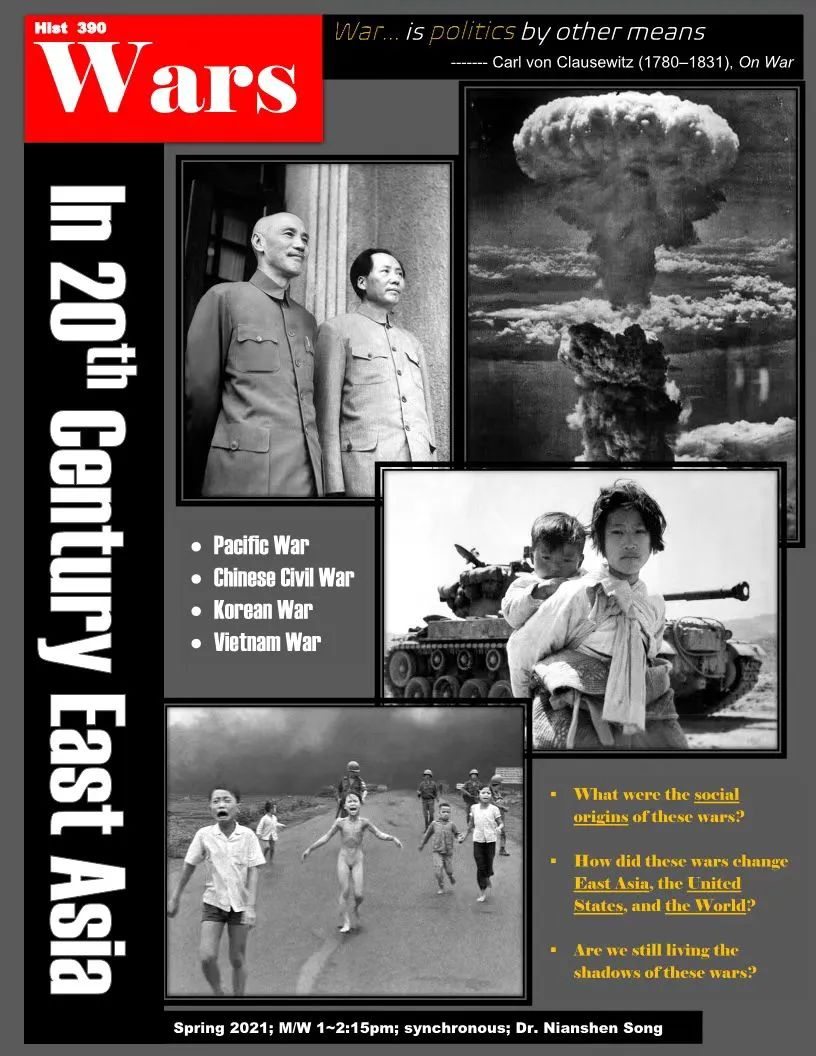 Hist 390
Wars
War... is politics by other means
------- Carl von Clausewitz (1780–1831), On War
In 20th Century East Asia
● Pacific War
● Chinese Civil War
● Korean War
● Vietnam War
▪ What were the social
origins of these wars?
▪ How did these wars change
East Asia, the United
States, and the World?
▪ Are we still living the
shadows of these wars?
Spring 2021; M/W 1~2:15pm; synchronous; Dr. Nianshen Song